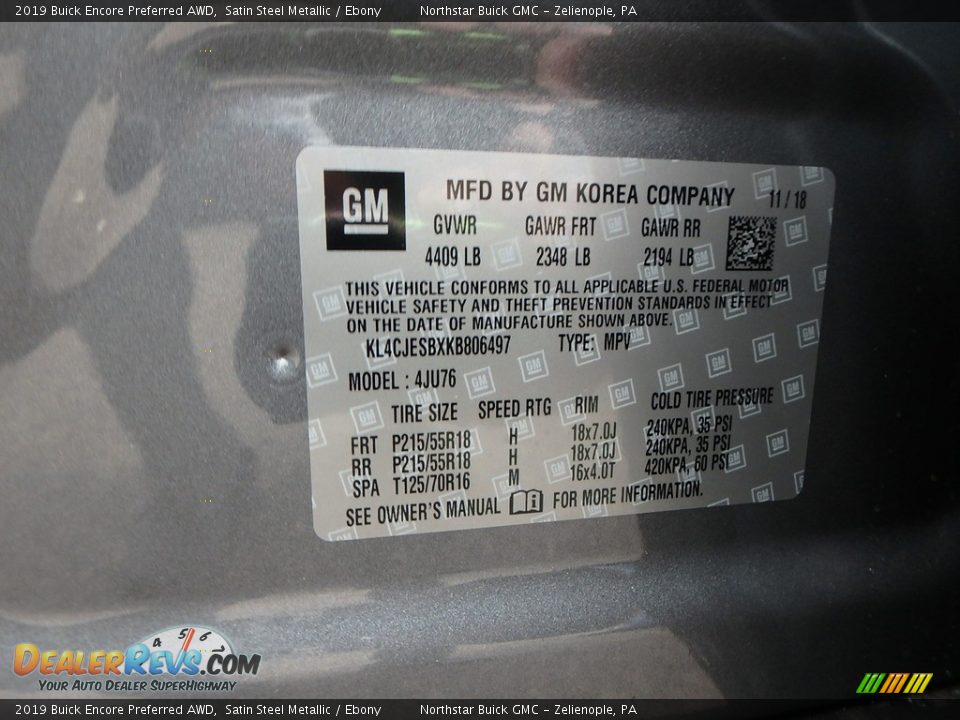 2019 Buick Encore Preferred AWD, Satin Steel Metallic / Ebony Northstar Buick GMC - Zelienople, PA
GM
MFD BY GM KOREA COMPANY 11/18
GVWR GAWR FRT GAWR RR
4409 LB 2348 LB 2194 LB
THIS VEHICLE CONFORMS TO ALL APPLICABLE U.S. FEDERAL MOTOR
VEHICLE SAFETY AND THEFT PREVENTION STANDARDS IN EFFECT
ON THE DATE OF MANUFACTURE SHOWN ABOVE.
KL4CJESBXKB806497 TYPE: MPV
MODEL : 4JU76
TIRE SIZE SPEED RTG RIM COLD TIRE PRESSURE
FRT P215/55R18 H 18x7.0J 240KPA, 35 PSI
RR P215/55R18 H 18x7.0J 240KPA, 35 PSI
SPA T125/70R16 M 16x4.0T 420KPA, 60 PSI
SEE OWNER'S MANUAL FOR MORE INFORMATION.
4 5 6
DEALERREVS.COM
YOUR AUTO DEALER SUPERHIGHWAY
2019 Buick Encore Preferred AWD, Satin Steel Metallic / Ebony Northstar Buick GMC - Zelienople, PA